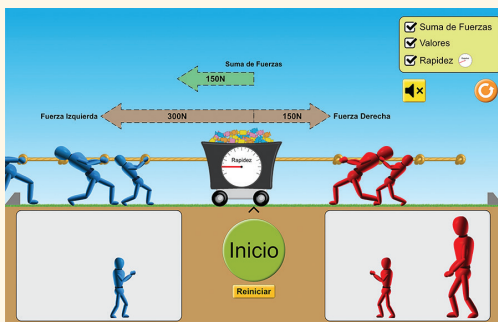 Suma de Fuerzas
Valores
Rapidez
Suma de Fuerzas
150N
Fuerza Izquierda
300N
150N
Fuerza Derecha
Rapidez
Inicio
Reiniciar